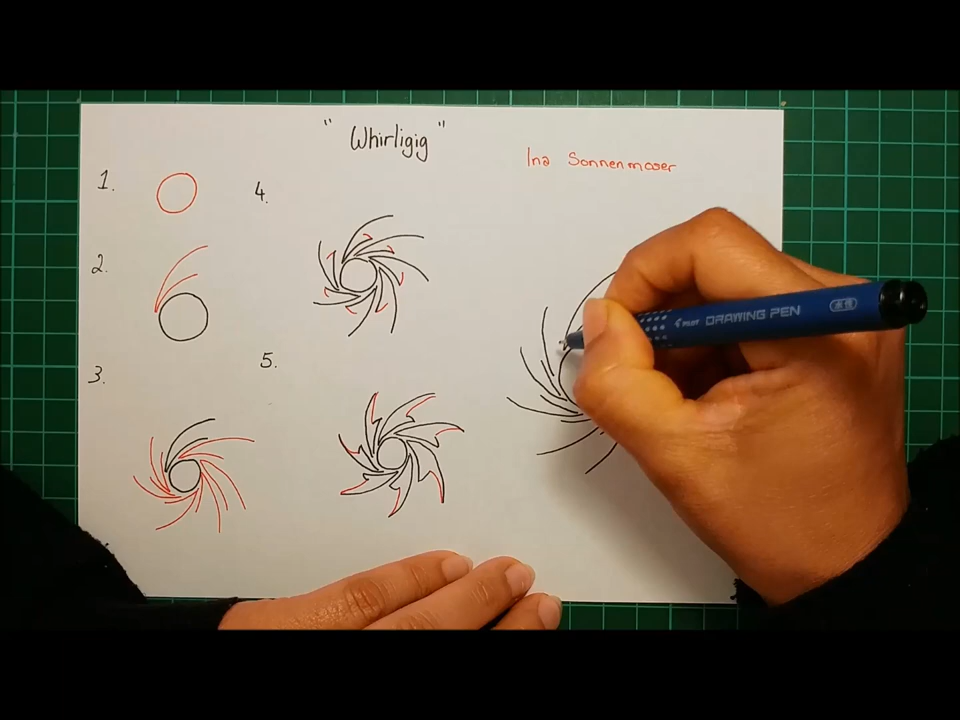 " Whirligig "
Ina Sonnenmoser
1.
4.
2.
3.
5.
PILOT DRAWING PEN